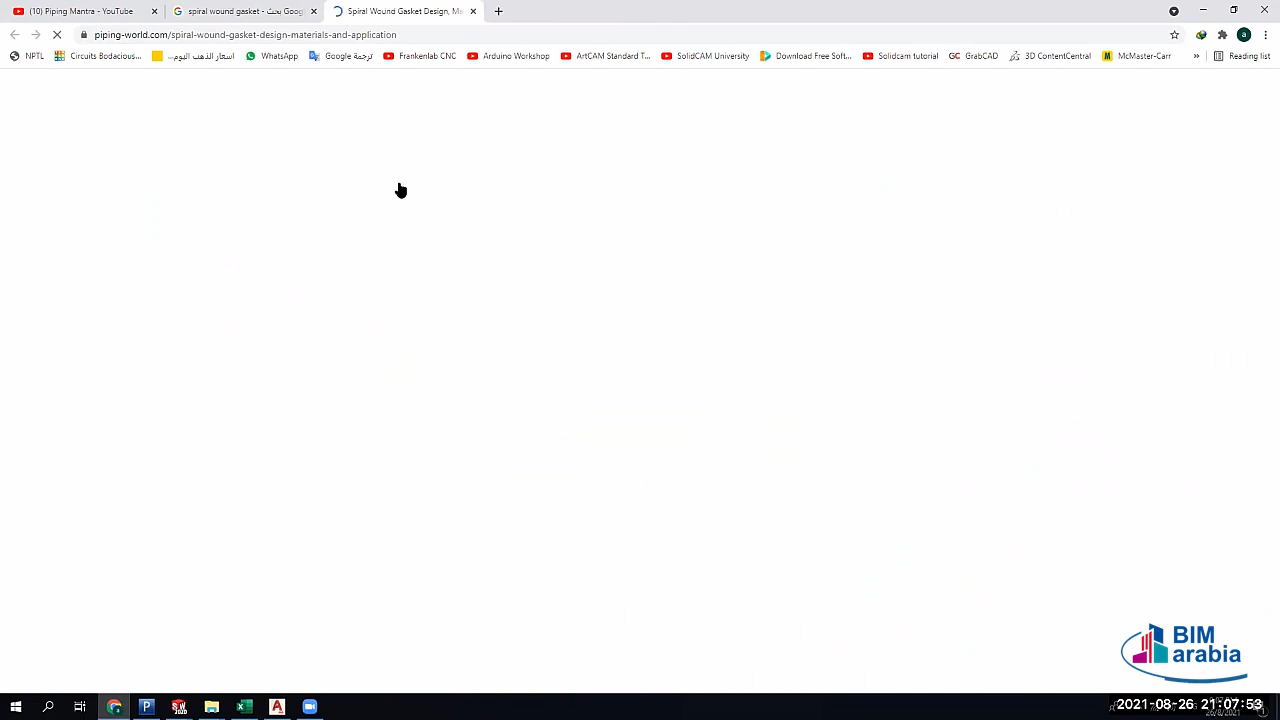 (10) Piping Mantra - YouTube
spiral wound gasket - بحث Goog
Spiral Wound Gasket Design, Ma
piping-world.com/spiral-wound-gasket-design-materials-and-application
a
NPTL
Circuits Bodacious...
اسعار الذهب اليوم...
WhatsApp
ترجمة Google
Frankenlab CNC
Arduino Workshop
ArtCAM Standard T...
SolidCAM University
Download Free Soft...
Solidcam tutorial
GC GrabCAD
3D ContentCentral
M McMaster-Carr
»
Reading list
BIM
arabia
2021-08-26 21:07:53